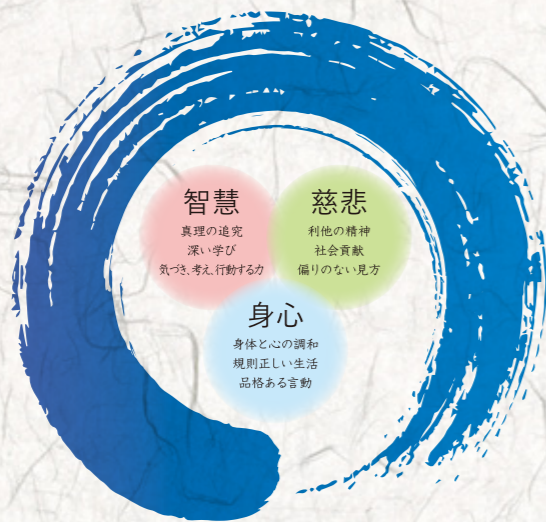 智慧
真理の追究
深い学び
気づき、考え、行動する力
慈悲
利他の精神
社会貢献
偏りのない見方
身心
身体と心の調和
規則正しい生活
品格ある言動